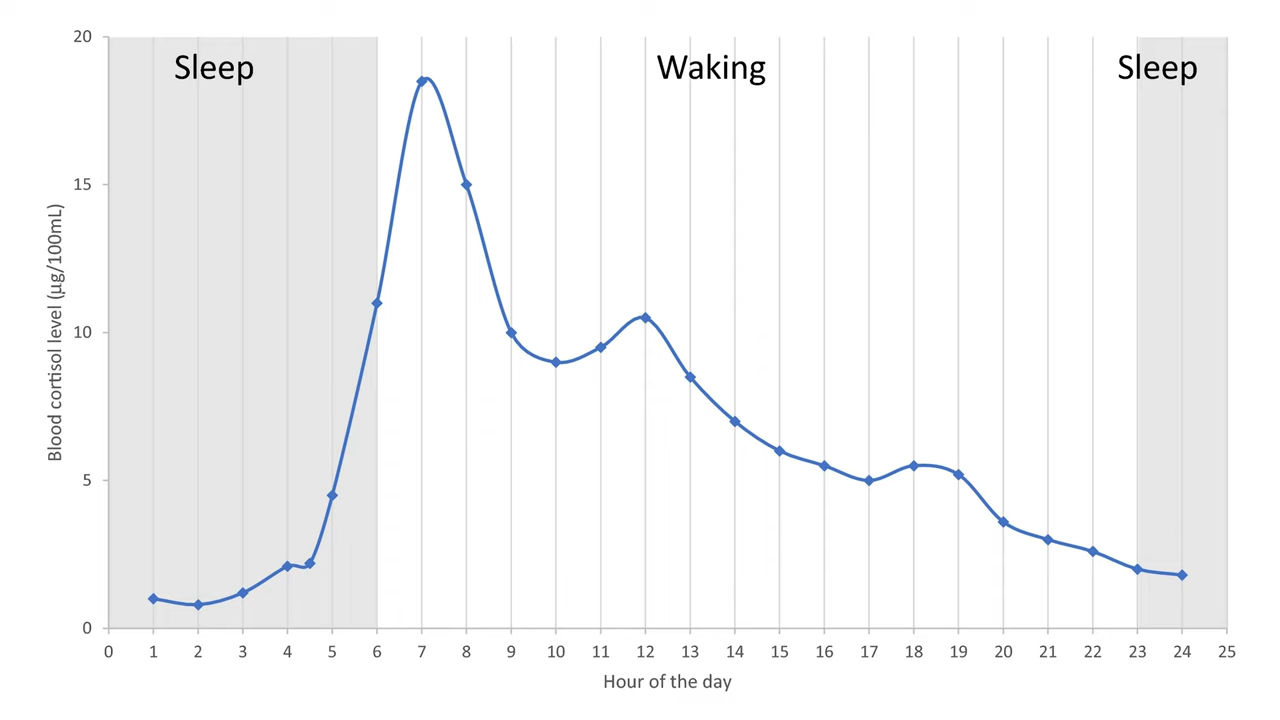 Sleep
Waking
Sleep
20
15
10
5
0
Blood cortisol level (µg/100mL)
0 1 2 3 4 5 6 7 8 9 10 11 12 13 14 15 16 17 18 19 20 21 22 23 24 25
Hour of the day